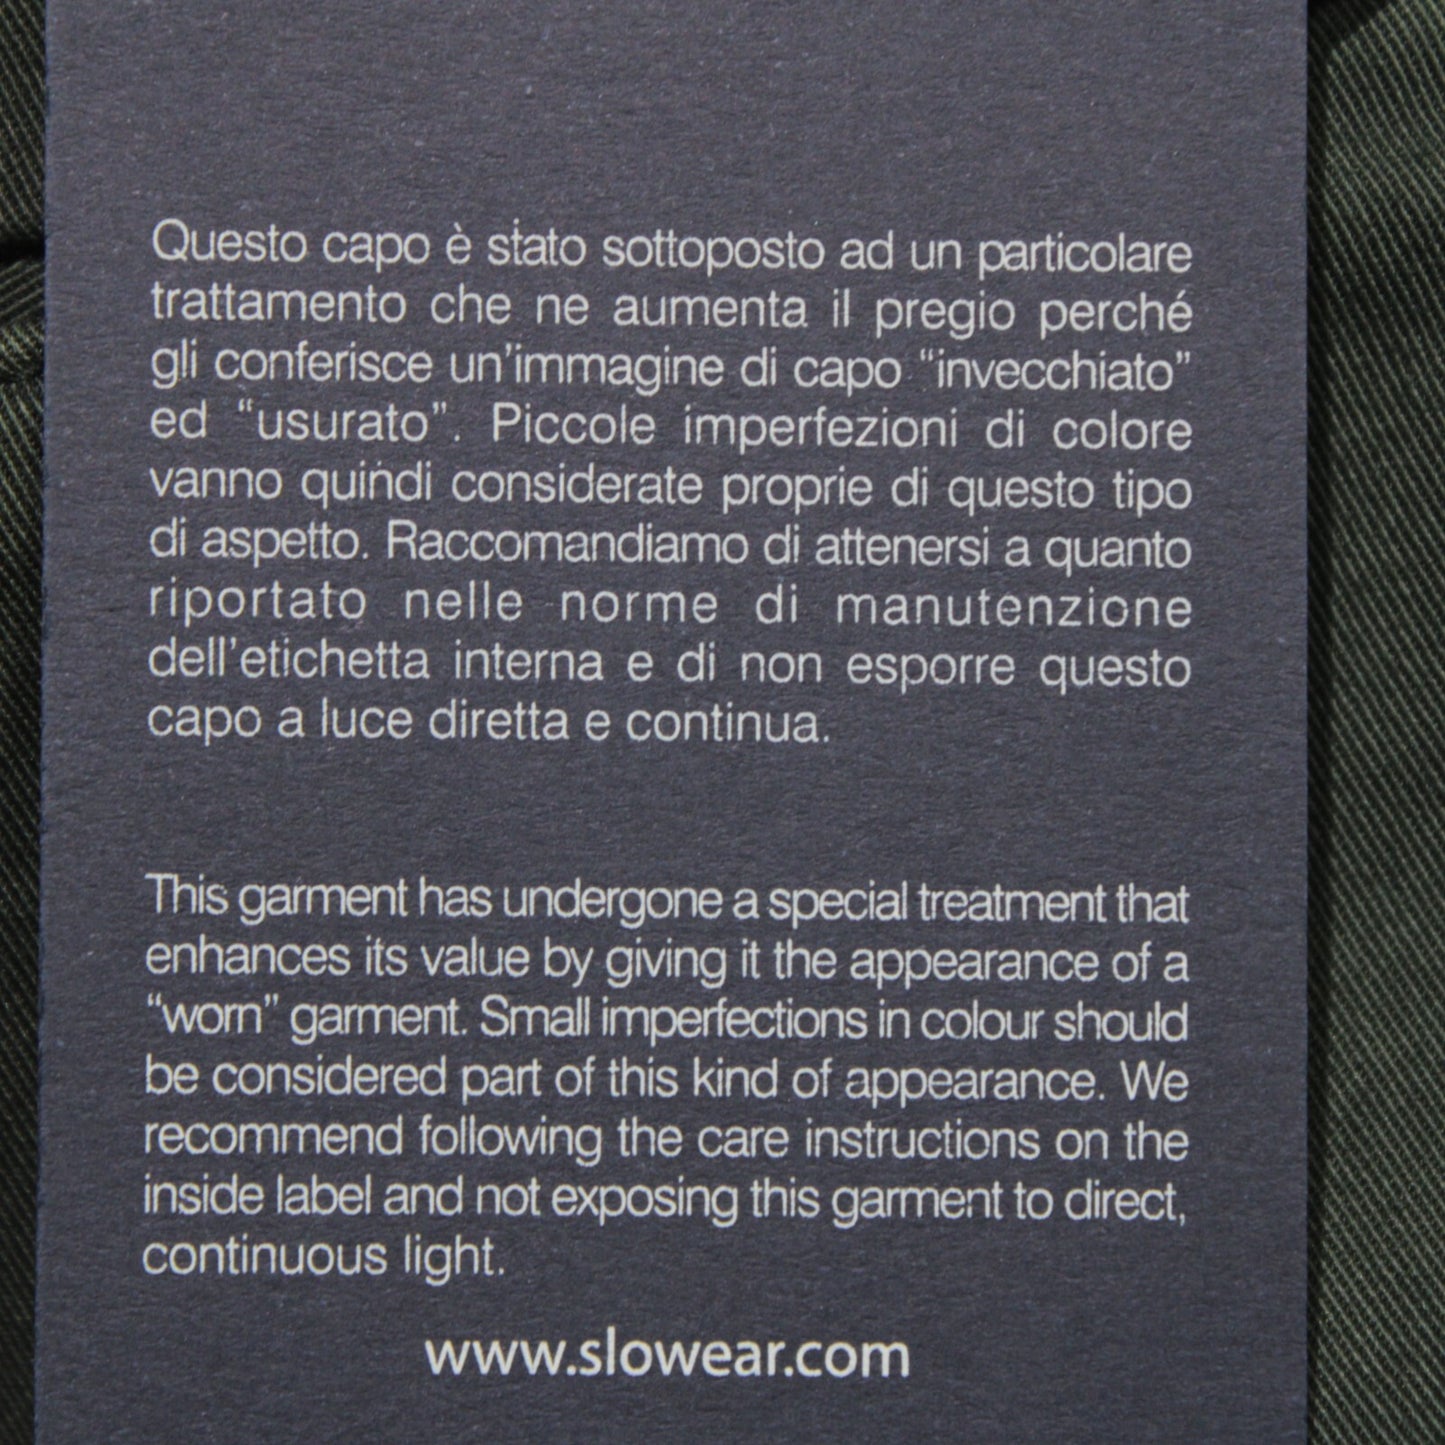 Questo capo è stato sottoposto ad un particolare
trattamento che ne aumenta il pregio perché
gli conferisce un’immagine di capo “invecchiato”
ed “usurato”. Piccole imperfezioni di colore
vanno quindi considerate proprie di questo tipo
di aspetto. Raccomandiamo di attenersi a quanto
riportato nelle norme di manutenzione
dell’etichetta interna e di non esporre questo
capo a luce diretta e continua.
This garment has undergone a special treatment that
enhances its value by giving it the appearance of a
“worn” garment. Small imperfections in colour should
be considered part of this kind of appearance. We
recommend following the care instructions on the
inside label and not exposing this garment to direct,
continuous light.
www.slowear.com